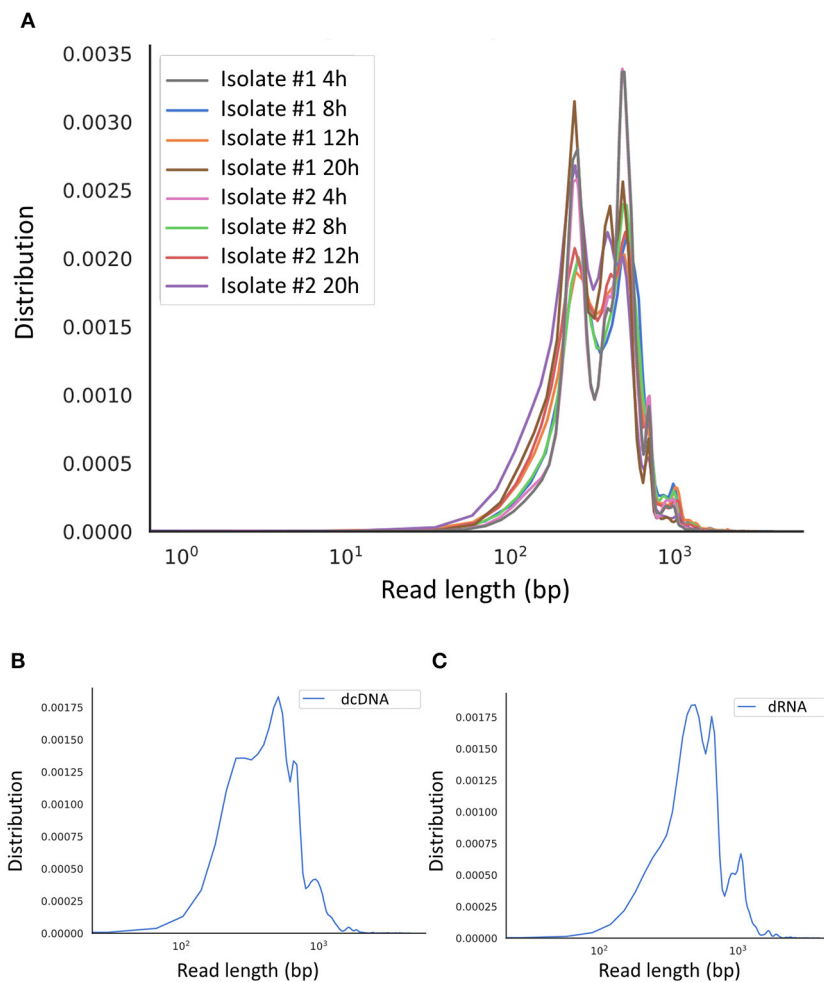 A
0.0035
0.0030
0.0025
0.0020
0.0015
0.0010
0.0005
0.0000
Distribution
Isolate #1 4h
Isolate #1 8h
Isolate #1 12h
Isolate #1 20h
Isolate #2 4h
Isolate #2 8h
Isolate #2 12h
Isolate #2 20h
10⁰ 10¹ 10² 10³
Read length (bp)
B
dcDNA
0.00175
0.00150
0.00125
0.00100
0.00075
0.00050
0.00025
0.00000
Distribution
10² 10³
Read length (bp)
C
dRNA
0.00175
0.00150
0.00125
0.00100
0.00075
0.00050
0.00025
0.00000
Distribution
10² 10³
Read length (bp)